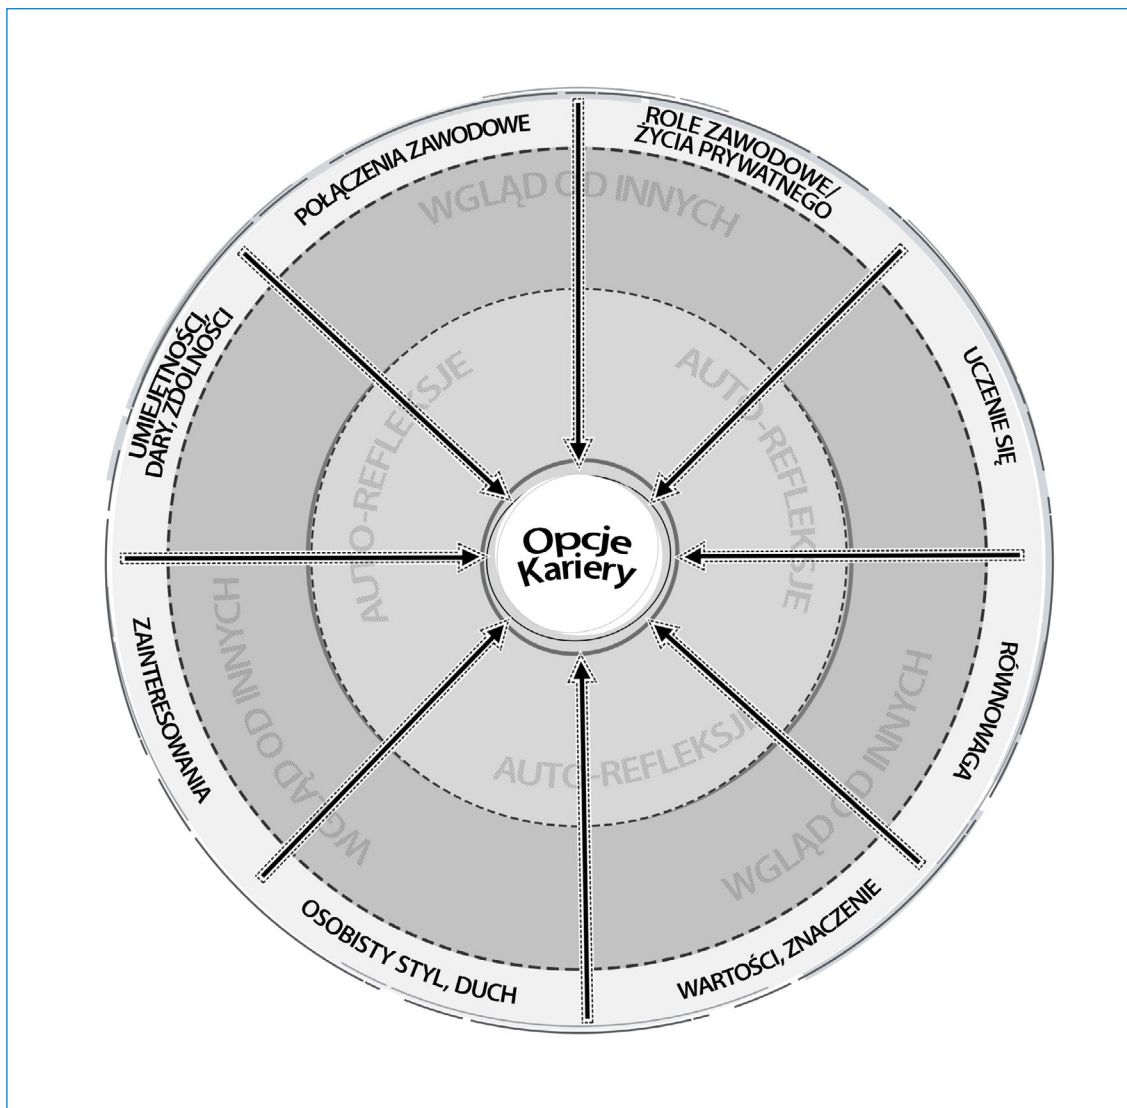 POŁĄCZENIA ZAWODOWE
ROLE ZAWODOWE/
ŻYCIA PRYWATNEGO
WGLĄD OD INNYCH
UMIEJĘTNOŚCI,
DARY, ZDOLNOŚCI
AUTO-REFLEKSJE
AUTO-REFLEKSJE
UCZENIE SIĘ
Opcje
Kariery
ZAINTERESOWANIA
WGLĄD OD INNYCH
AUTO-REFLEKSJE
WGLĄD OD INNYCH
RÓWNOWAGA
OSOBISTY STYL, DUCH
WARTOŚCI, ZNACZENIE